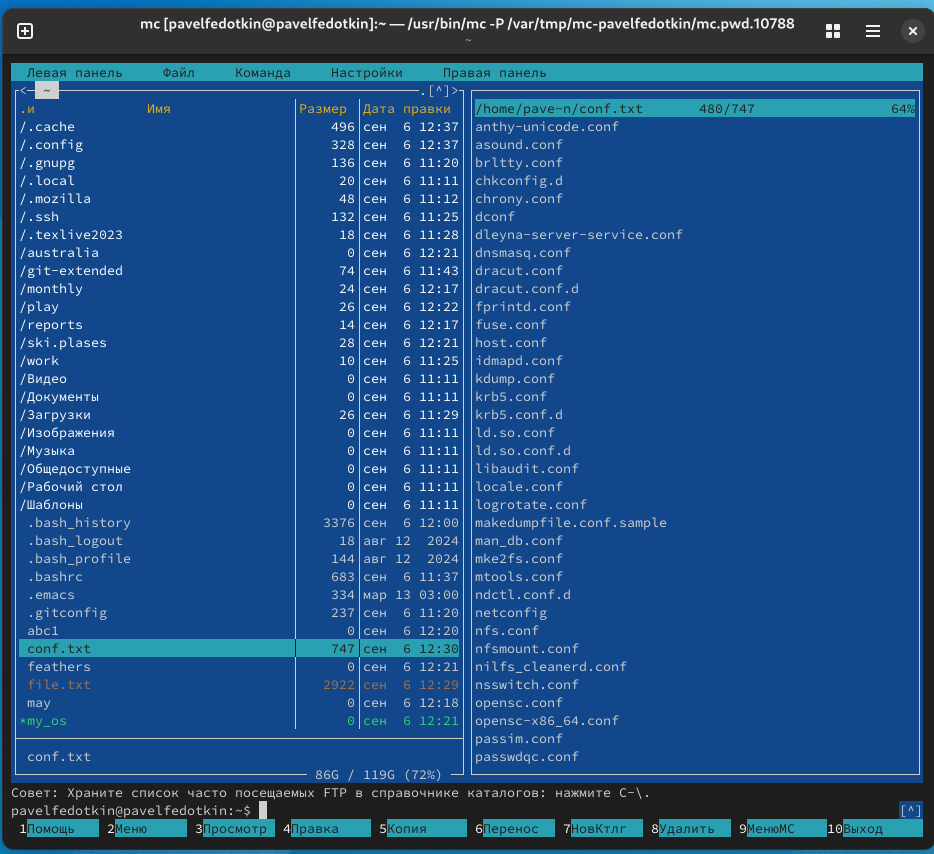 mc [pavelfedotkin@pavelfedotkin]:~ — /usr/bin/mc -P /var/tmp/mc-pavelfedotkin/mc.pwd.10788
~
Левая панель Файл Команда Настройки Правая панель
<─ ~ .[^]>
.и Имя Размер Дата правки
/.cache 496 сен 6 12:37
/.config 328 сен 6 12:37
/.gnupg 136 сен 6 11:20
/.local 20 сен 6 11:11
/.mozilla 48 сен 6 11:12
/.ssh 132 сен 6 11:25
/.texlive2023 18 сен 6 11:28
/australia 0 сен 6 12:21
/git-extended 74 сен 6 11:43
/monthly 24 сен 6 12:17
/play 26 сен 6 12:22
/reports 14 сен 6 12:17
/ski.plases 28 сен 6 12:21
/work 10 сен 6 11:25
/Видео 0 сен 6 11:11
/Документы 0 сен 6 11:11
/Загрузки 26 сен 6 11:29
/Изображения 0 сен 6 11:11
/Музыка 0 сен 6 11:11
/Общедоступные 0 сен 6 11:11
/Рабочий стол 0 сен 6 11:11
/Шаблоны 0 сен 6 11:11
.bash_history 3376 сен 6 12:00
.bash_logout 18 авг 12 2024
.bash_profile 144 авг 12 2024
.bashrc 683 сен 6 11:37
.emacs 334 мар 13 03:00
.gitconfig 237 сен 6 11:20
abc1 0 сен 6 12:20
conf.txt 747 сен 6 12:30
feathers 0 сен 6 12:21
file.txt 2922 сен 6 12:29
may 0 сен 6 12:18
*my_os 0 сен 6 12:21
conf.txt
86G / 119G (72%)
/home/pave~n/conf.txt 480/747 64%
anthy-unicode.conf
asound.conf
brltty.conf
chkconfig.d
chrony.conf
dconf
dleyna-server-service.conf
dnsmasq.conf
dracut.conf
dracut.conf.d
fprintd.conf
fuse.conf
host.conf
idmapd.conf
kdump.conf
krb5.conf
krb5.conf.d
ld.so.conf
ld.so.conf.d
libaudit.conf
locale.conf
logrotate.conf
makedumpfile.conf.sample
man_db.conf
mke2fs.conf
mtools.conf
ndctl.conf.d
netconfig
nfs.conf
nfsmount.conf
nilfs_cleanerd.conf
nsswitch.conf
opensc.conf
opensc-x86_64.conf
passim.conf
passwdqc.conf
Совет: Храните список часто посещаемых FTP в справочнике каталогов: нажмите C-\.
pavelfedotkin@pavelfedotkin:~$ [^]
1Помощь 2Меню 3Просмотр 4Правка 5Копия 6Перенос 7НовКтлг 8Удалить 9МенюМС 10Выход